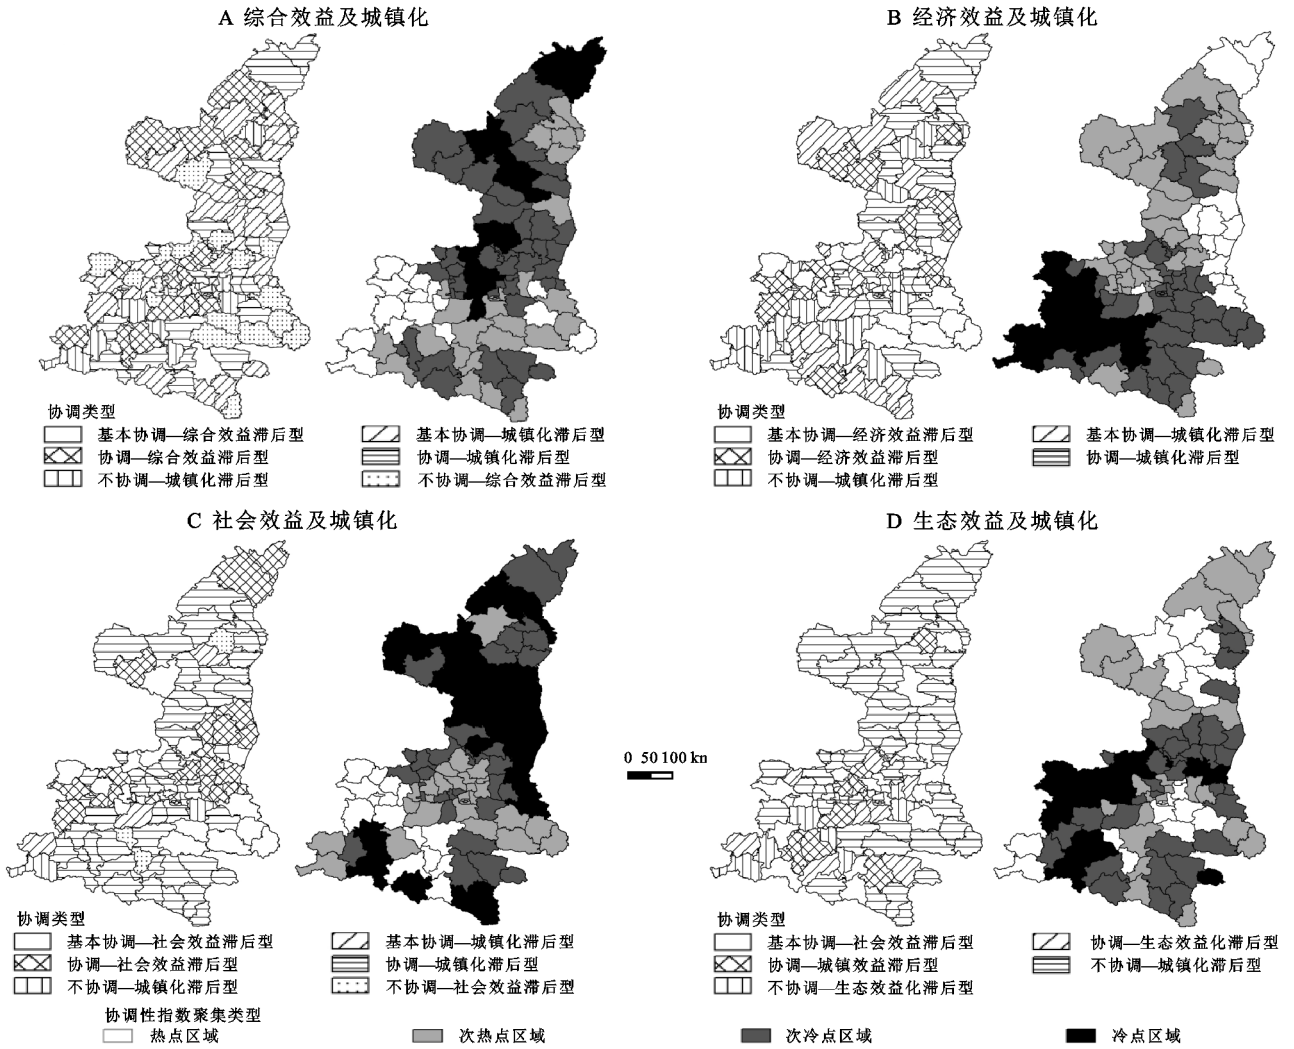 A 综合效益及城镇化
B 经济效益及城镇化
协调类型
基本协调—综合效益滞后型
基本协调—城镇化滞后型
协调—综合效益滞后型
协调—城镇化滞后型
不协调—城镇化滞后型
不协调—综合效益滞后型
基本协调—经济效益滞后型
基本协调—城镇化滞后型
协调—经济效益滞后型
协调—城镇化滞后型
不协调—城镇化滞后型
C 社会效益及城镇化
D 生态效益及城镇化
0 50 100 kn
协调类型
基本协调—社会效益滞后型
基本协调—城镇化滞后型
协调—社会效益滞后型
协调—城镇化滞后型
不协调—城镇化滞后型
不协调—社会效益滞后型
协调类型
基本协调—社会效益滞后型
协调—生态效益化滞后型
协调—城镇效益滞后型
不协调—城镇化滞后型
不协调—生态效益化滞后型
协调性指数聚集类型
热点区域
次热点区域
次冷点区域
冷点区域